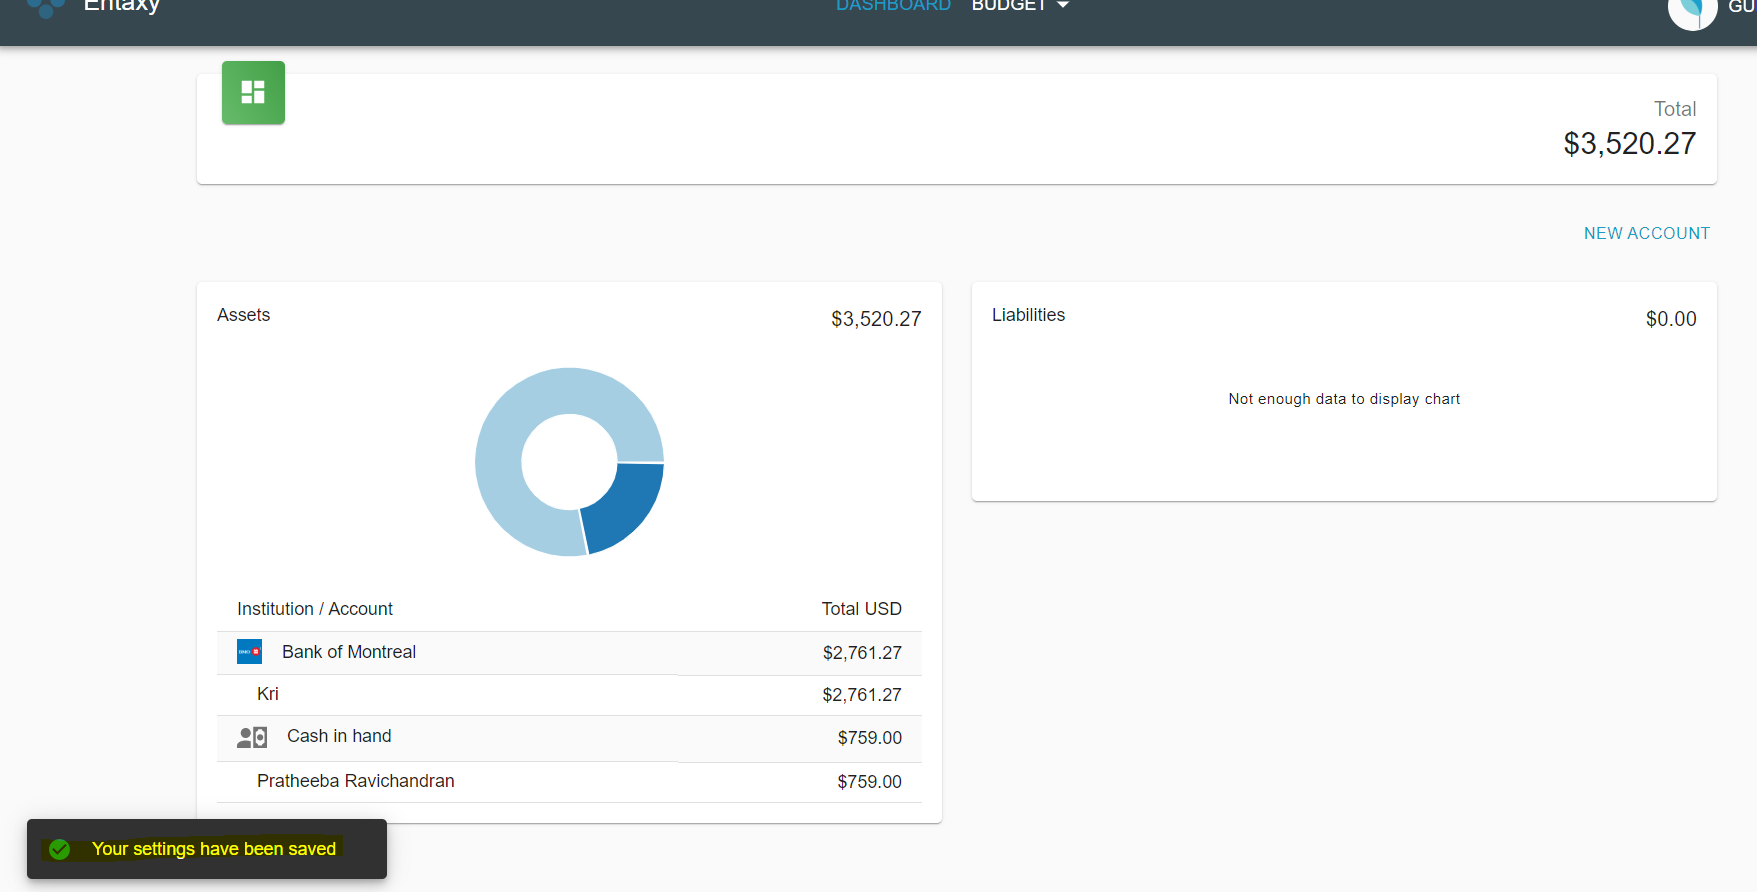 Entaxy
DASHBOARD BUDGET
GU
Total
$3,520.27
NEW ACCOUNT
Assets
$3,520.27
Liabilities
$0.00
Not enough data to display chart
Institution / Account Total USD
Bank of Montreal $2,761.27
Kri $2,761.27
Cash in hand $759.00
Pratheeba Ravichandran $759.00
Your settings have been saved